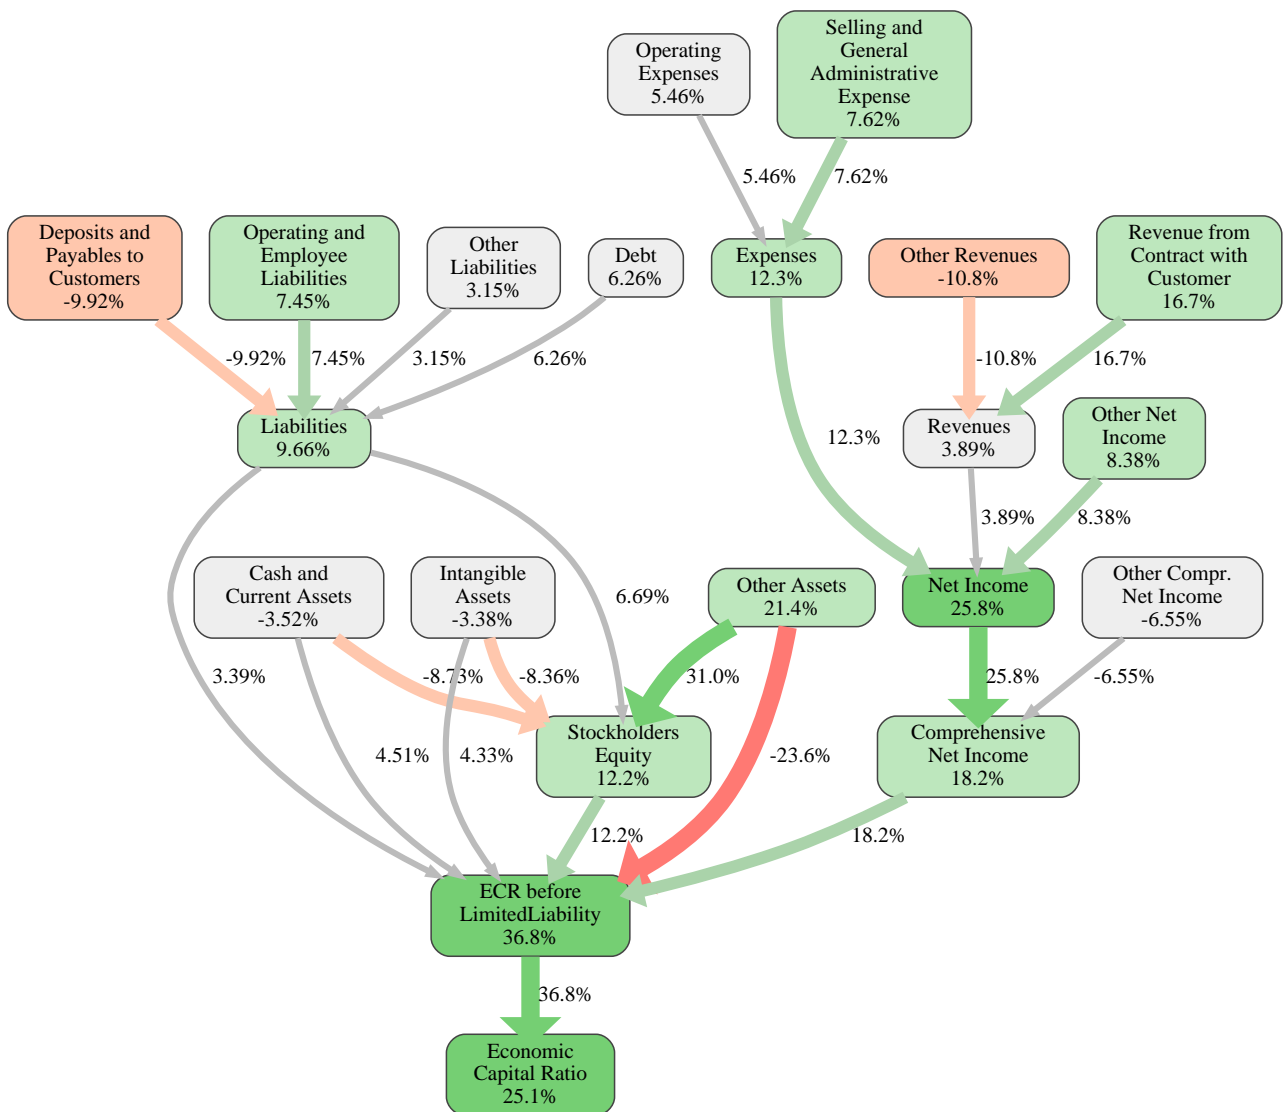 Operating
Expenses
5.46%
Selling and
General
Administrative
Expense
7.62%
5.46%
7.62%
Deposits and
Payables to
Customers
-9.92%
Operating and
Employee
Liabilities
7.45%
Other
Liabilities
3.15%
Debt
6.26%
Expenses
12.3%
Other Revenues
-10.8%
Revenue from
Contract with
Customer
16.7%
-9.92%
7.45%
3.15%
6.26%
-10.8%
16.7%
Liabilities
9.66%
12.3%
Revenues
3.89%
Other Net
Income
8.38%
3.89%
8.38%
Cash and
Current Assets
-3.52%
Intangible
Assets
-3.38%
6.69%
Other Assets
21.4%
Net Income
25.8%
Other Compr.
Net Income
-6.55%
3.39%
-8.73%
-8.36%
31.0%
25.8%
-6.55%
4.51%
4.33%
Stockholders
Equity
12.2%
-23.6%
Comprehensive
Net Income
18.2%
12.2%
18.2%
ECR before
LimitedLiability
36.8%
36.8%
Economic
Capital Ratio
25.1%